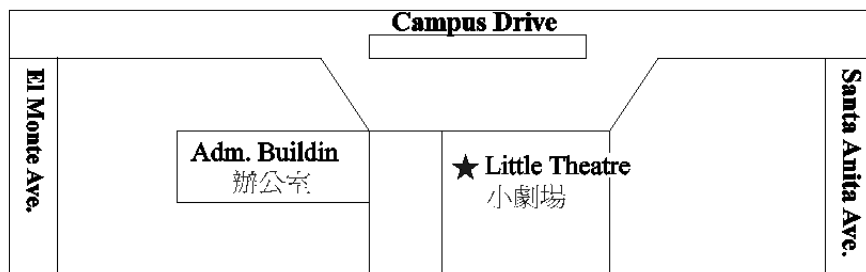 Campus Drive
El Monte Ave.
Adm. Buildin
辦公室
★ Little Theatre
小劇場
Santa Anita Ave.